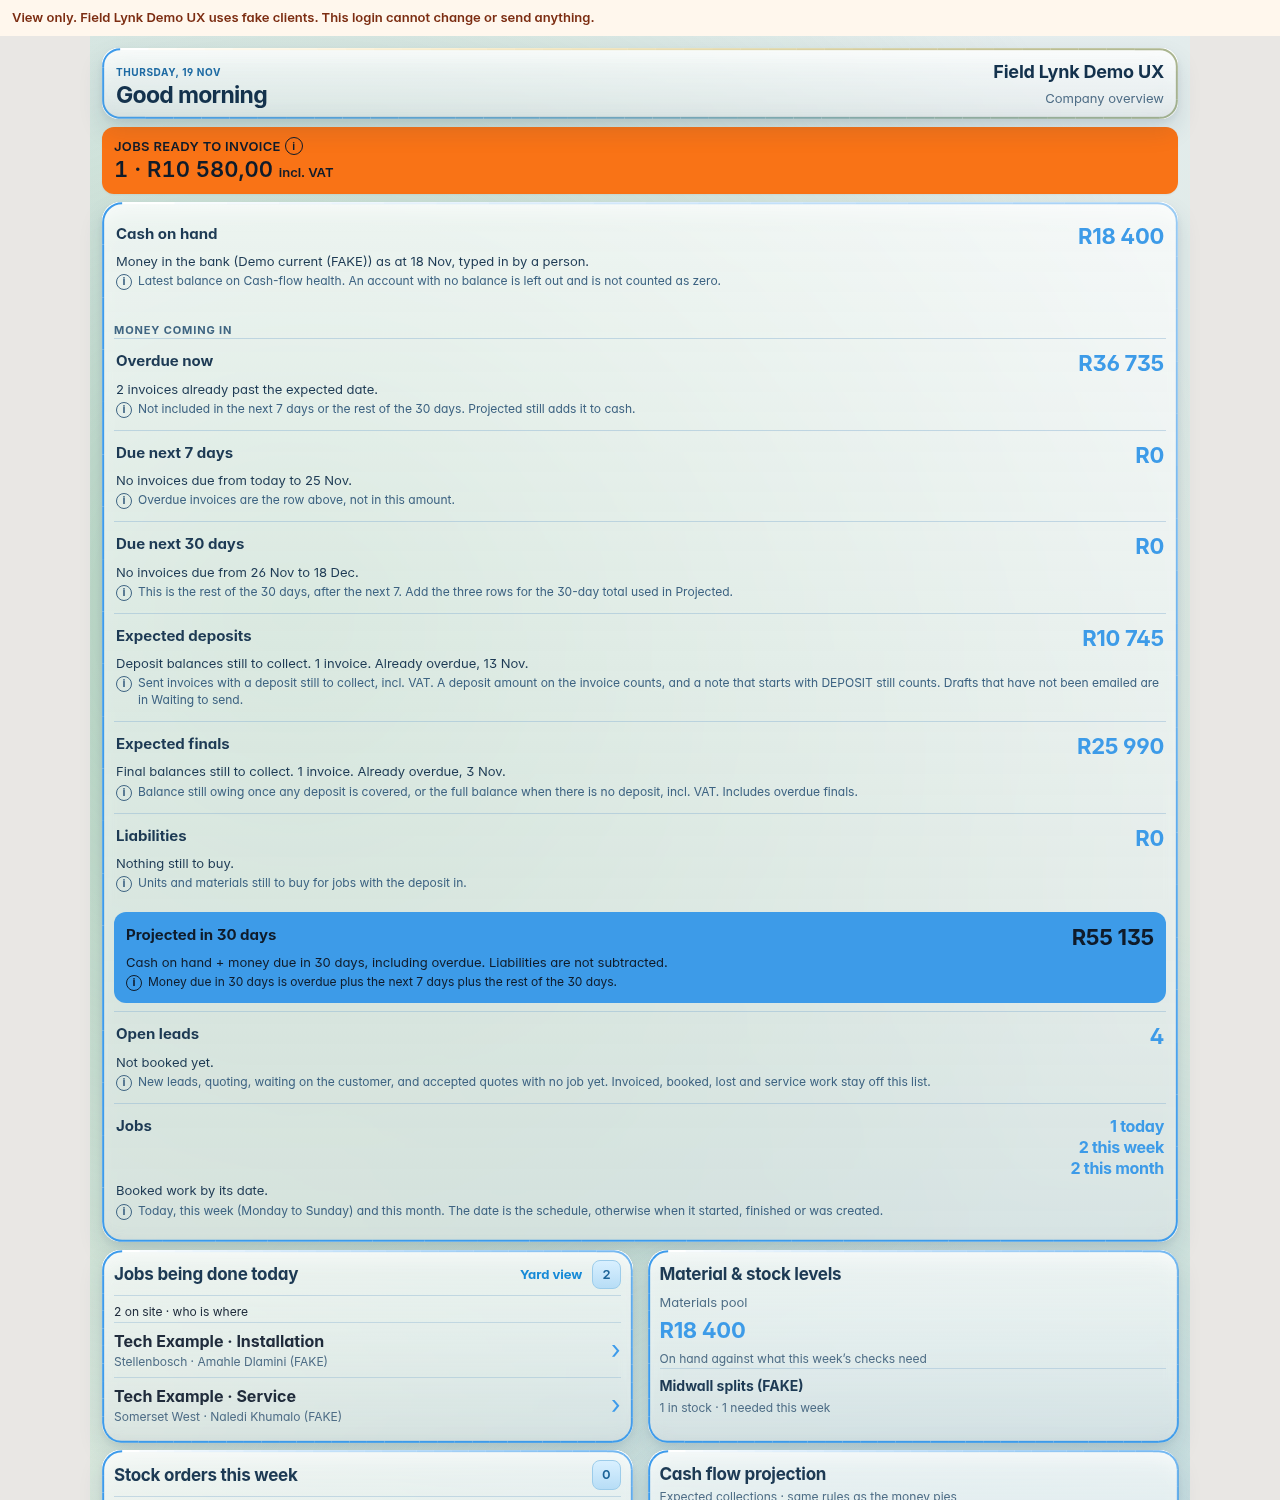 View only. Field Lynk Demo UX uses fake clients. This login cannot change or send anything.
THURSDAY, 19 NOV
Good morning
Field Lynk Demo UX
Company overview
JOBS READY TO INVOICE i
1 · R10 580,00 incl. VAT
Cash on hand
R18 400
Money in the bank (Demo current (FAKE)) as at 18 Nov, typed in by a person.
i Latest balance on Cash-flow health. An account with no balance is left out and is not counted as zero.
MONEY COMING IN
Overdue now
R36 735
2 invoices already past the expected date.
i Not included in the next 7 days or the rest of the 30 days. Projected still adds it to cash.
Due next 7 days
R0
No invoices due from today to 25 Nov.
i Overdue invoices are the row above, not in this amount.
Due next 30 days
R0
No invoices due from 26 Nov to 18 Dec.
i This is the rest of the 30 days, after the next 7. Add the three rows for the 30-day total used in Projected.
Expected deposits
R10 745
Deposit balances still to collect. 1 invoice. Already overdue, 13 Nov.
i Sent invoices with a deposit still to collect, incl. VAT. A deposit amount on the invoice counts, and a note that starts with DEPOSIT still counts. Drafts that have not been emailed are
in Waiting to send.
Expected finals
R25 990
Final balances still to collect. 1 invoice. Already overdue, 3 Nov.
i Balance still owing once any deposit is covered, or the full balance when there is no deposit, incl. VAT. Includes overdue finals.
Liabilities
R0
Nothing still to buy.
i Units and materials still to buy for jobs with the deposit in.
Projected in 30 days
R55 135
Cash on hand + money due in 30 days, including overdue. Liabilities are not subtracted.
i Money due in 30 days is overdue plus the next 7 days plus the rest of the 30 days.
Open leads
4
Not booked yet.
i New leads, quoting, waiting on the customer, and accepted quotes with no job yet. Invoiced, booked, lost and service work stay off this list.
Jobs
1 today
2 this week
2 this month
Booked work by its date.
i Today, this week (Monday to Sunday) and this month. The date is the schedule, otherwise when it started, finished or was created.
Jobs being done today
Yard view 2
2 on site · who is where
Tech Example · Installation
Stellenbosch · Amahle Dlamini (FAKE)
Tech Example · Service
Somerset West · Naledi Khumalo (FAKE)
Material & stock levels
Materials pool
R18 400
On hand against what this week's checks need
Midwall splits (FAKE)
1 in stock · 1 needed this week
Stock orders this week
0
Cash flow projection
Expected collections · same rules as the money pies